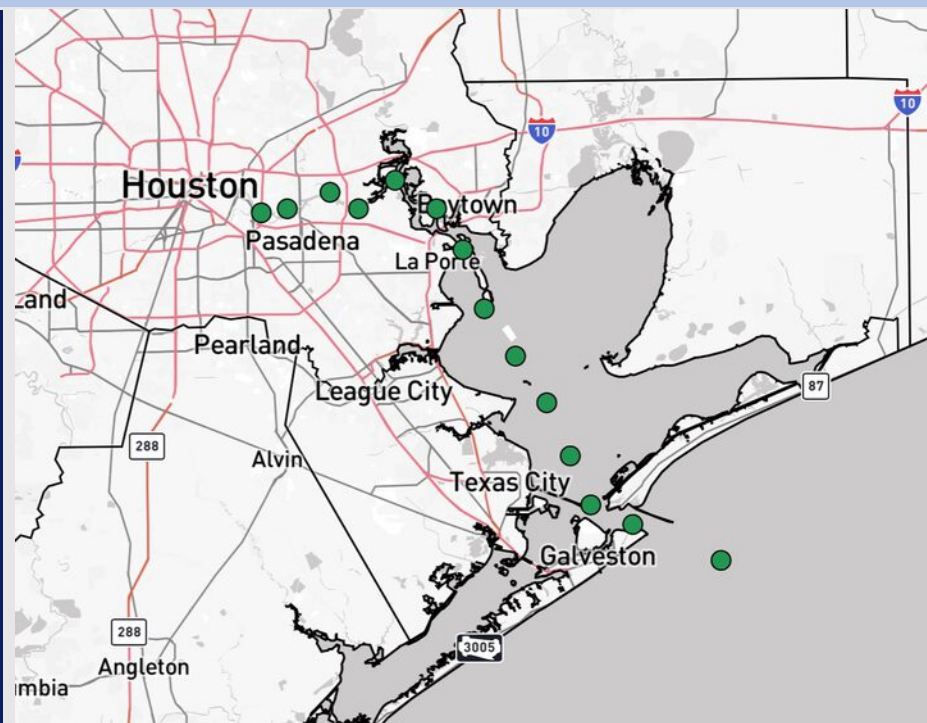 10
10
Houston
Baytown
Pasadena
La Porte
Land
Pearland
87
League City
288
Alvin
Texas City
Galveston
288
3005
Angleton
mbia